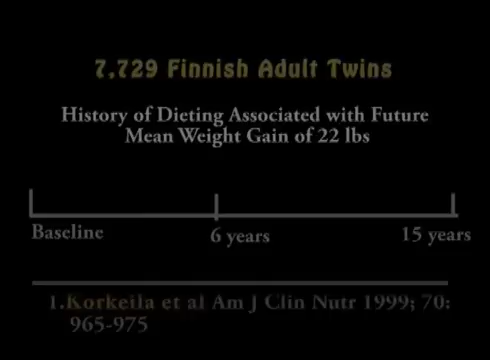 7,729 Finnish Adult Twins
History of Dieting Associated with Future
Mean Weight Gain of 22 lbs
Baseline
6 years
15 years
1.Korkeila et al Am J Clin Nutr 1999; 70:
965-975